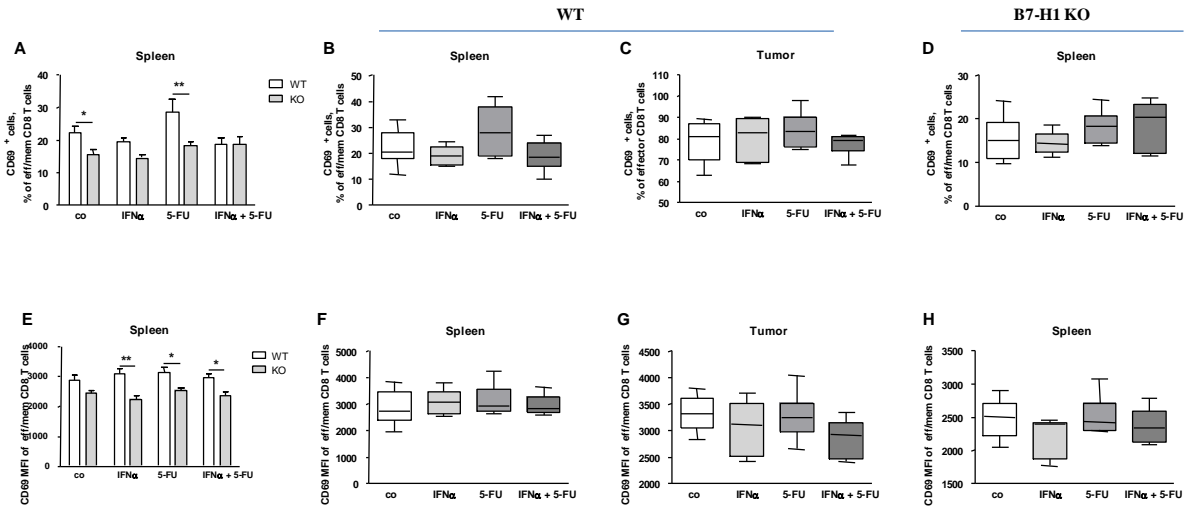 WT
B7-H1 KO
A
Spleen
CD69 + cells,
% of eff/mem CD8 T cells
40
30
20
10
0
*
**
WT
KO
co
IFNα
5-FU
IFNα + 5-FU
B
Spleen
CD69 + cells,
% of eff/mem CD8 T cells
50
40
30
20
10
0
co
IFNα
5-FU
IFNα + 5-FU
C
Tumor
CD69 + cells,
% of effector CD8 T cells
110
100
90
80
70
60
50
co
IFNα
5-FU
IFNα + 5-FU
D
Spleen
CD69 + cells,
% of eff/mem CD8 T cells
30
20
10
0
co
IFNα
5-FU
IFNα + 5-FU
E
Spleen
CD69 MFI of eff/mem CD8 T cells
4000
3000
2000
1000
0
**
*
*
WT
KO
co
IFNα
5-FU
IFNα + 5-FU
F
Spleen
CD69 MFI of eff/mem CD8 T cells
5000
4000
3000
2000
1000
0
co
IFNα
5-FU
IFNα + 5-FU
G
Tumor
CD69 MFI of eff/mem CD8 T cells
4500
4000
3500
3000
2500
2000
co
IFNα
5-FU
IFNα + 5-FU
H
Spleen
CD69 MFI of eff/mem CD8 T cells
3500
3000
2500
2000
1500
co
IFNα
5-FU
IFNα + 5-FU